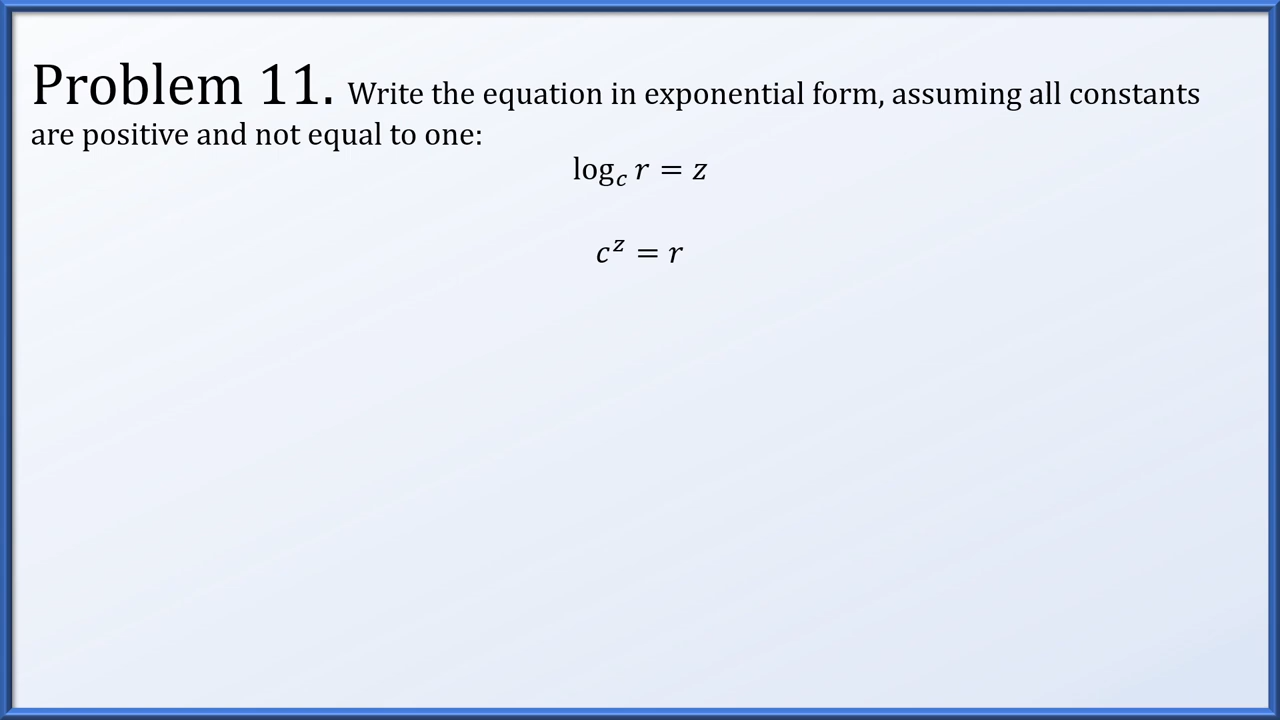 Problem 11. Write the equation in exponential form, assuming all constants
are positive and not equal to one:
log_c r = z
c^z = r